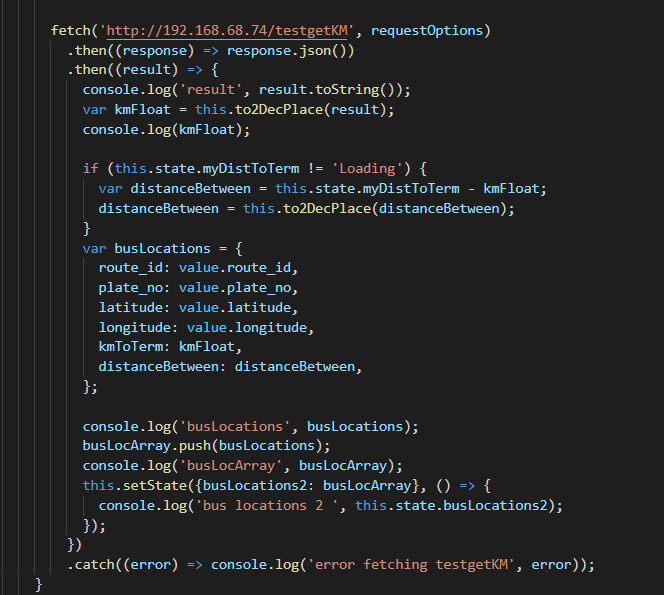 fetch('http://192.168.68.74/testgetKM', requestOptions)
  .then((response) => response.json())
  .then((result) => {
    console.log('result', result.toString());
    var kmFloat = this.to2DecPlace(result);
    console.log(kmFloat);

    if (this.state.myDistToTerm != 'Loading') {
      var distanceBetween = this.state.myDistToTerm - kmFloat;
      distanceBetween = this.to2DecPlace(distanceBetween);
    }
    var busLocations = {
      route_id: value.route_id,
      plate_no: value.plate_no,
      latitude: value.latitude,
      longitude: value.longitude,
      kmToTerm: kmFloat,
      distanceBetween: distanceBetween,
    };

    console.log('busLocations', busLocations);
    busLocArray.push(busLocations);
    console.log('busLocArray', busLocArray);
    this.setState({busLocations2: busLocArray}, () => {
      console.log('bus locations 2 ', this.state.busLocations2);
    });
  })
  .catch((error) => console.log('error fetching testgetKM', error));
}